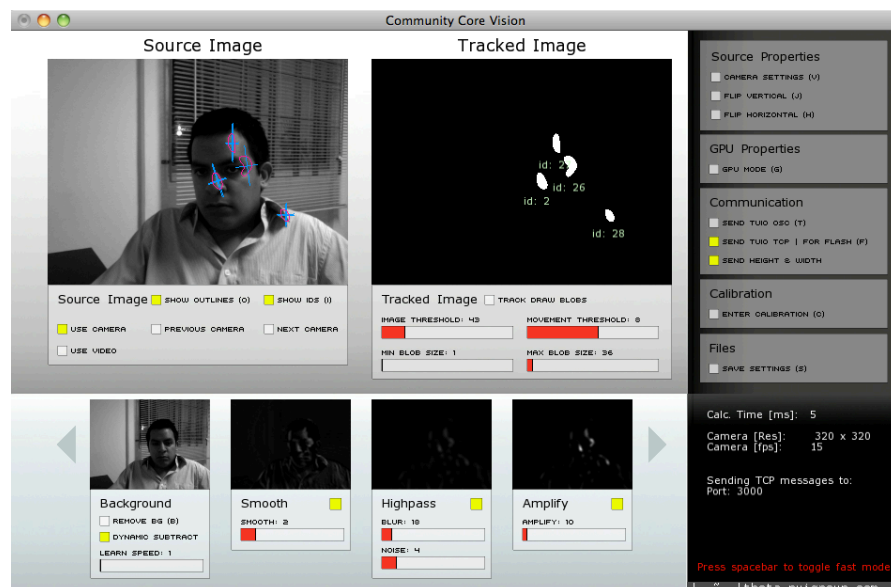 Community Core Vision
Source Image
Tracked Image
id: 2
id: 26
id: 2
id: 28
Source Image
SHOW OUTLINES (O)
SHOW IDS (I)
USE CAMERA
PREVIOUS CAMERA
NEXT CAMERA
USE VIDEO
Tracked Image
TRACK DRAW BLOBS
IMAGE THRESHOLD: 43
MOVEMENT THRESHOLD: 0
MIN BLOB SIZE: 1
MAX BLOB SIZE: 36
Source Properties
CAMERA SETTINGS (V)
FLIP VERTICAL (J)
FLIP HORIZONTAL (H)
GPU Properties
GPU MODE (G)
Communication
SEND TUIO OSC (T)
SEND TUIO TCP | FOR FLASH (F)
SEND HEIGHT & WIDTH
Calibration
ENTER CALIBRATION (C)
Files
SAVE SETTINGS (S)
Background
REMOVE BG (B)
DYNAMIC SUBTRACT
LEARN SPEED: 1
Smooth
SMOOTH: 2
Highpass
BLUR: 18
NOISE: 4
Amplify
AMPLIFY: 10
Calc. Time [ms]: 5
Camera [Res]: 320 x 320
Camera [fps]: 15
Sending TCP messages to:
Port: 3000
Press spacebar to toggle fast mode